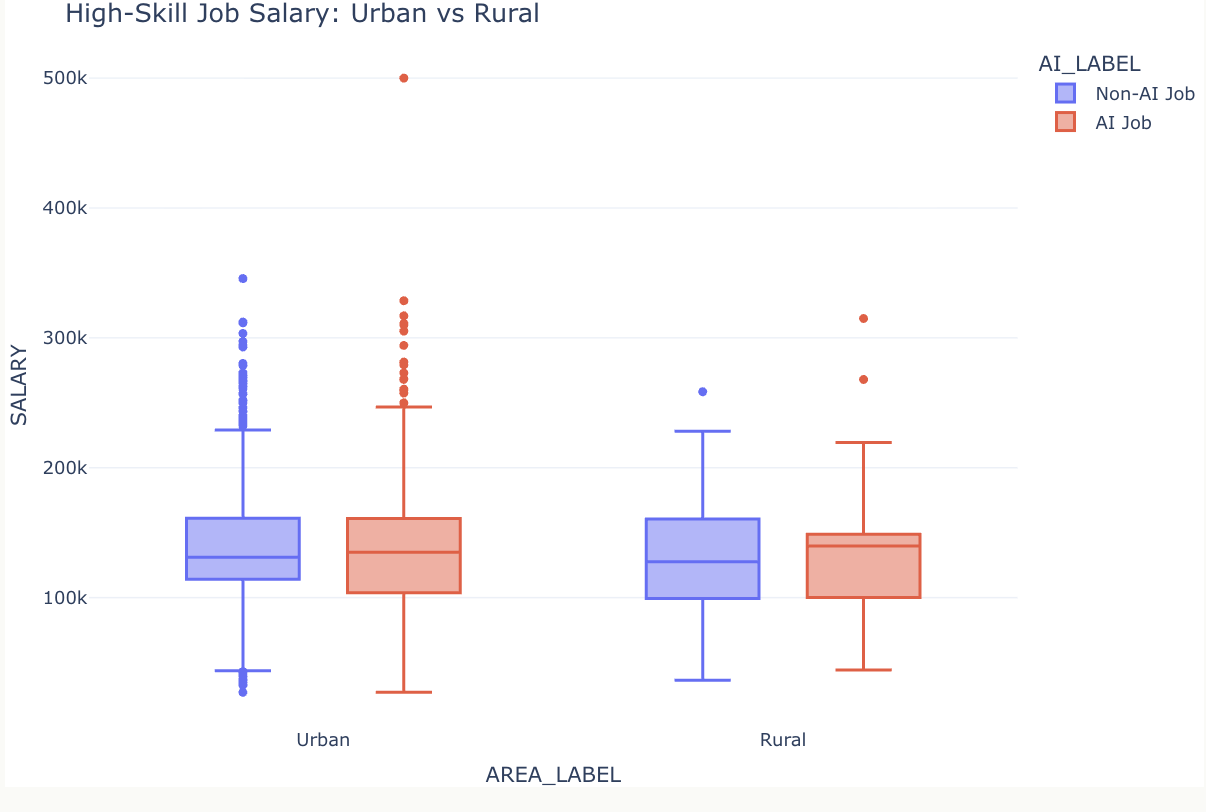 High-Skill Job Salary: Urban vs Rural
AI_LABEL
Non-AI Job
AI Job
500k
400k
300k
200k
100k
SALARY
Urban
Rural
AREA_LABEL